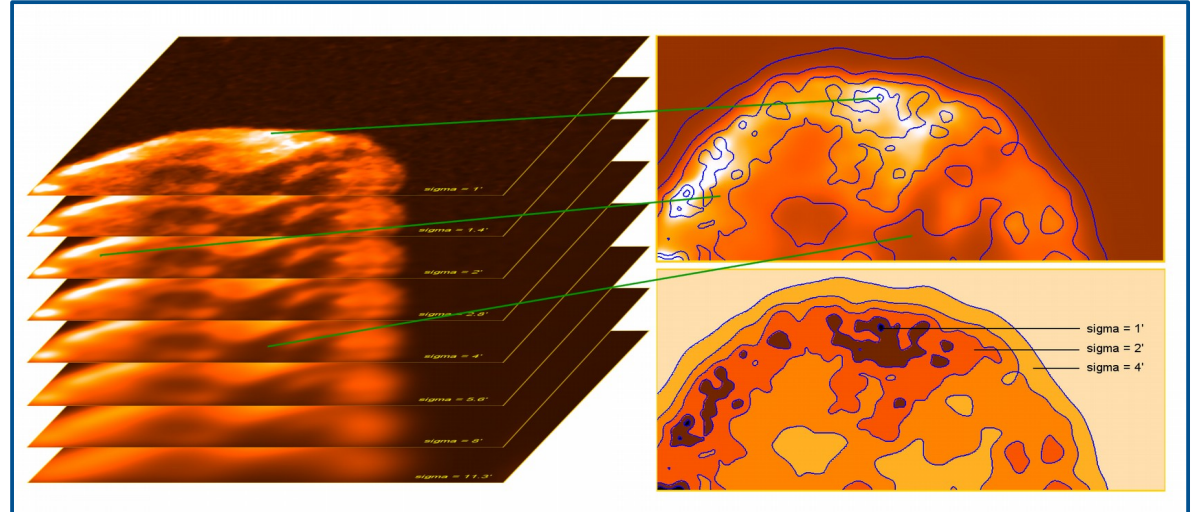 sigma = 1'
sigma = 1.4'
sigma = 2'
sigma = 2.8'
sigma = 4'
sigma = 5.6'
sigma = 8'
sigma = 11.3'
sigma = 1'
sigma = 2'
sigma = 4'